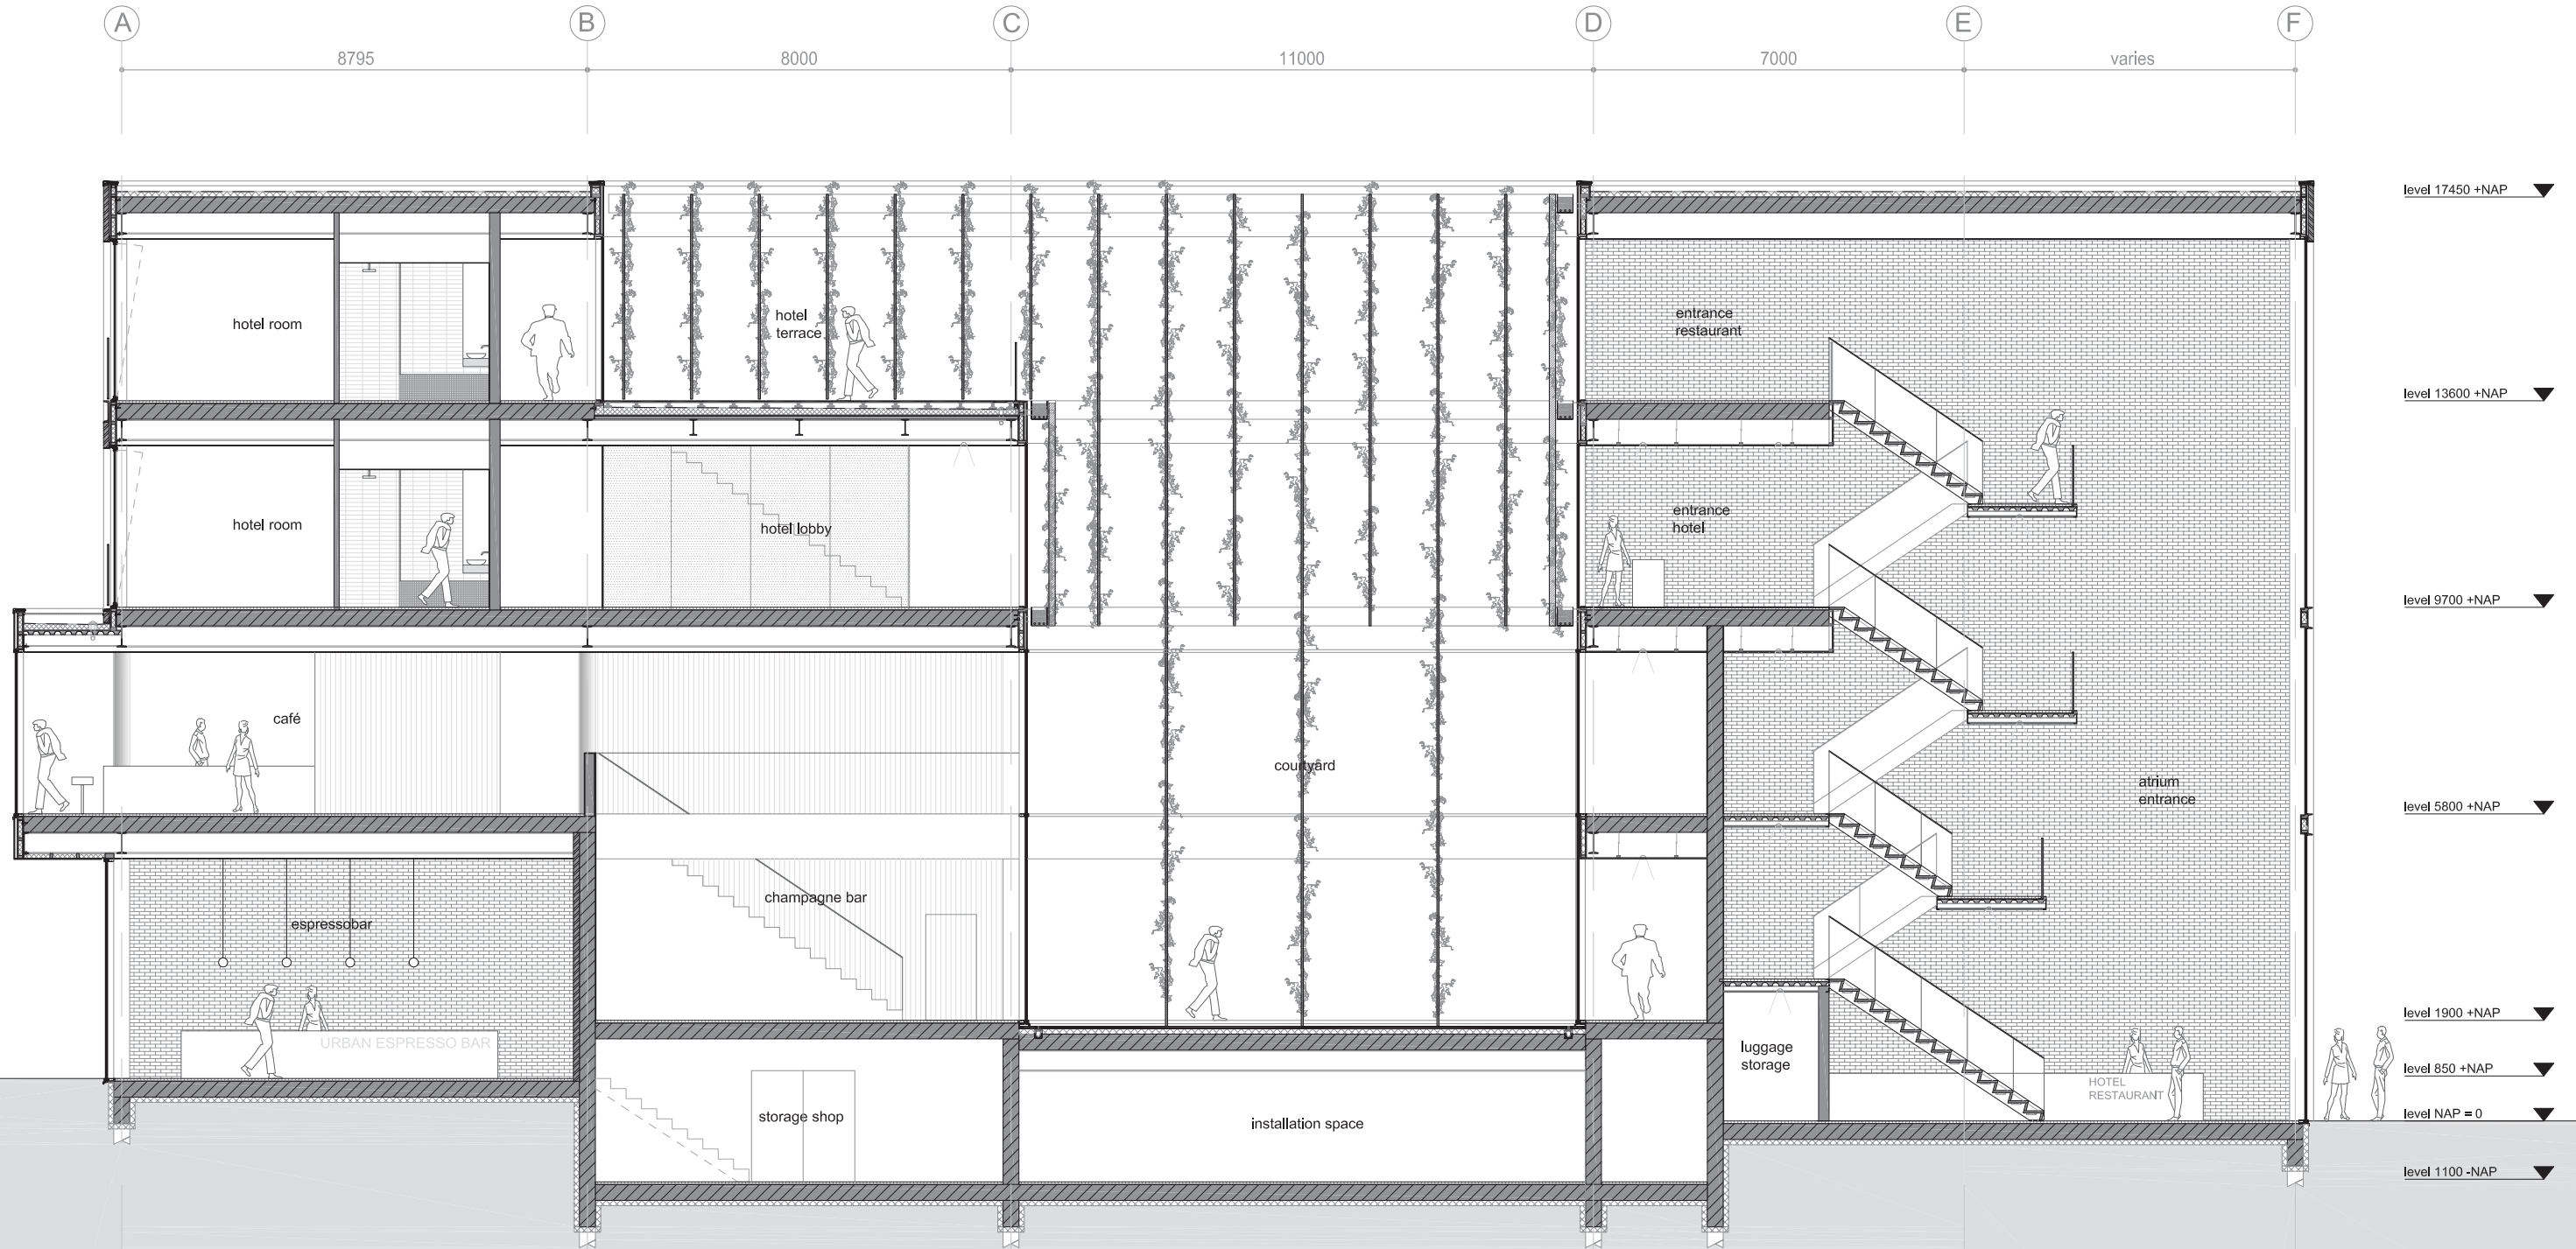 A
B
C
D
E
F
8795
8000
11000
7000
varies
level 17450 +NAP
hotel room
hotel
terrace
entrance
restaurant
level 13600 +NAP
hotel room
hotel lobby
entrance
hotel
level 9700 +NAP
café
courtyard
atrium
entrance
level 5800 +NAP
espressobar
champagne bar
URBAN ESPRESSO BAR
luggage
storage
HOTEL
RESTAURANT
level 1900 +NAP
level 850 +NAP
level NAP = 0
storage shop
installation space
level 1100 -NAP